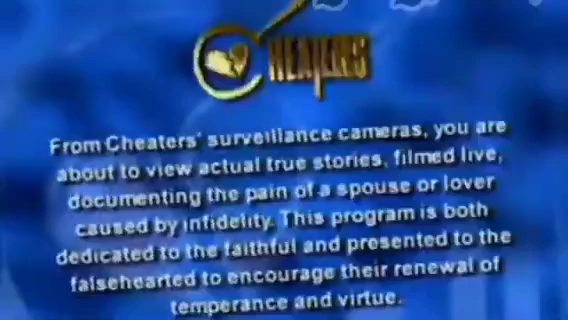 CHEATERS
From Cheaters' surveillance cameras, you are
about to view actual true stories, filmed live,
documenting the pain of a spouse or lover
caused by infidelity. This program is both
dedicated to the faithful and presented to the
falsehearted to encourage their renewal of
temperance and virtue.